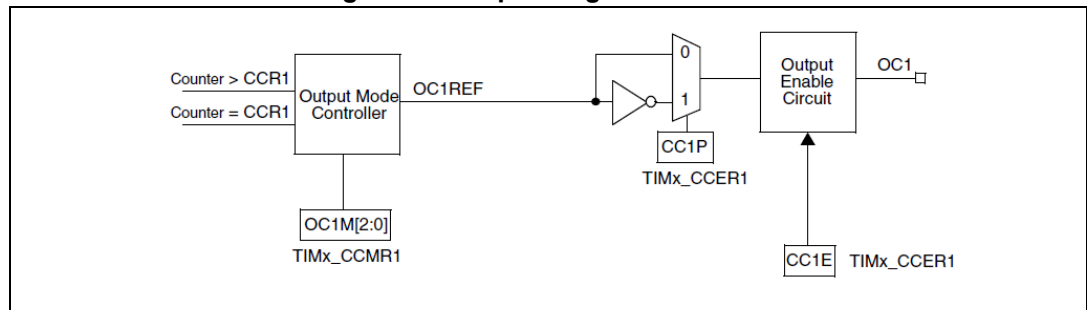 Counter > CCR1
Counter = CCR1
Output Mode
Controller
OC1REF
OC1M[2:0]
TIMx_CCMR1
0
1
CC1P
TIMx_CCER1
Output
Enable
Circuit
OC1
CC1E
TIMx_CCER1